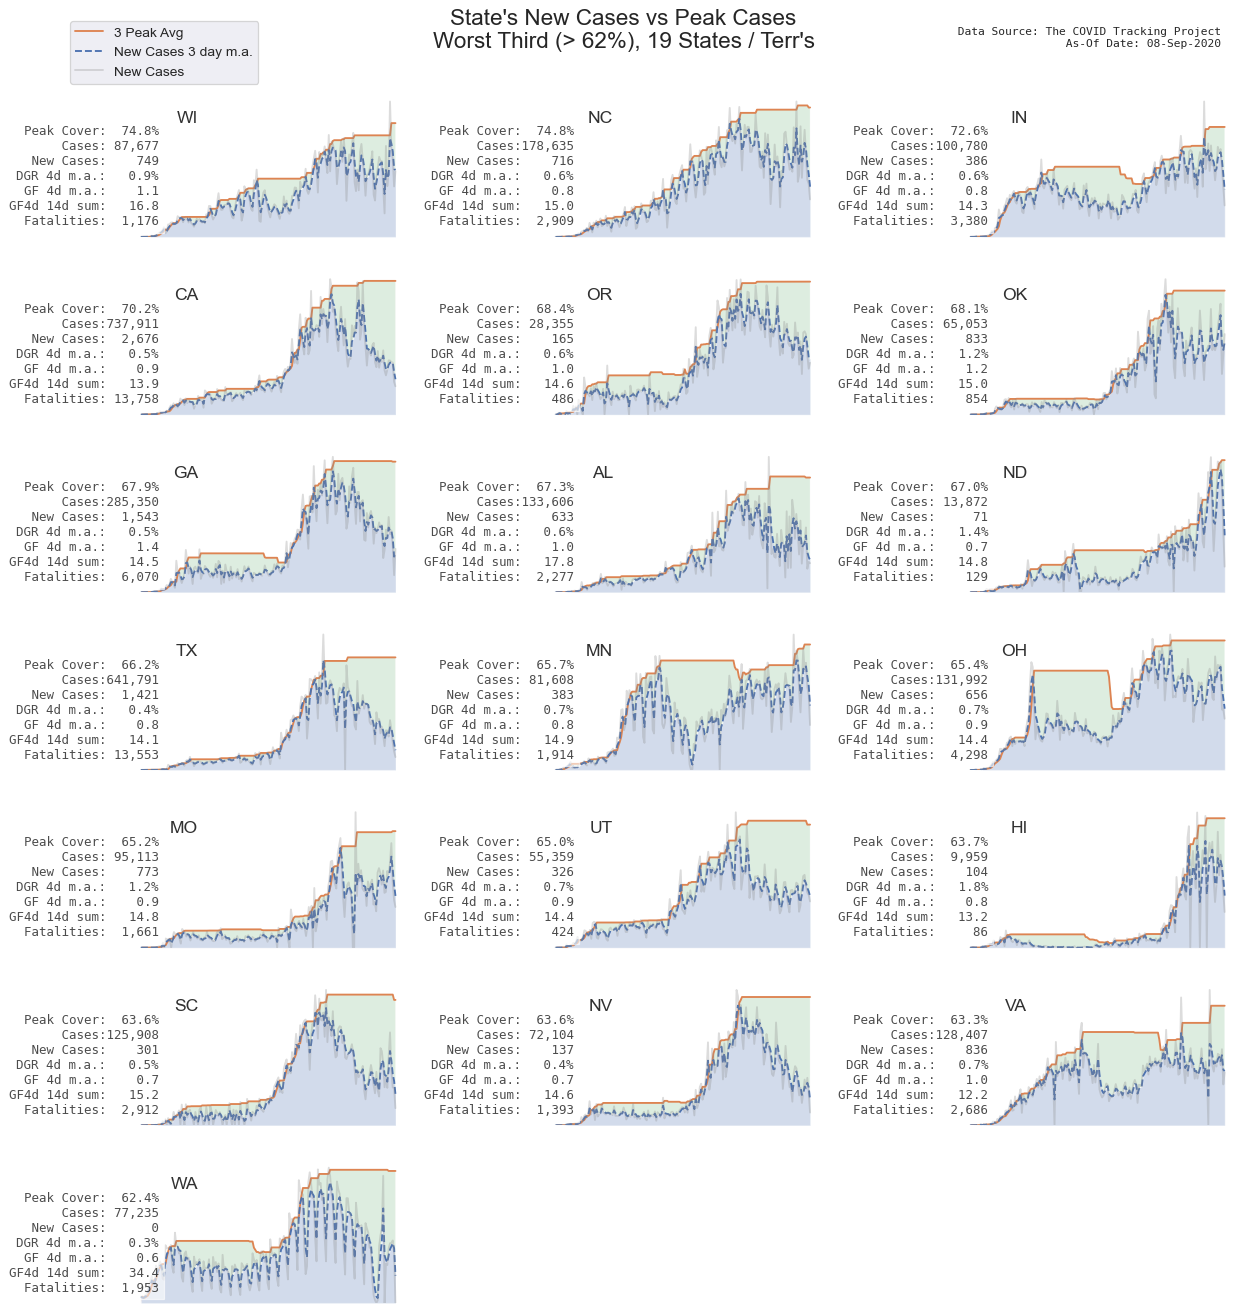 State's New Cases vs Peak Cases
Worst Third (> 62%), 19 States / Terr's
3 Peak Avg
New Cases 3 day m.a.
New Cases
Data Source: The COVID Tracking Project
As-Of Date: 08-Sep-2020
WI
Peak Cover: 74.8%
Cases: 87,677
New Cases: 749
DGR 4d m.a.: 0.9%
GF 4d m.a.: 1.1
GF4d 14d sum: 16.8
Fatalities: 1,176
NC
Peak Cover: 74.8%
Cases:178,635
New Cases: 716
DGR 4d m.a.: 0.6%
GF 4d m.a.: 0.8
GF4d 14d sum: 15.0
Fatalities: 2,909
IN
Peak Cover: 72.6%
Cases:100,780
New Cases: 386
DGR 4d m.a.: 0.6%
GF 4d m.a.: 0.8
GF4d 14d sum: 14.3
Fatalities: 3,380
CA
Peak Cover: 70.2%
Cases:737,911
New Cases: 2,676
DGR 4d m.a.: 0.5%
GF 4d m.a.: 0.9
GF4d 14d sum: 13.9
Fatalities: 13,758
OR
Peak Cover: 68.4%
Cases: 28,355
New Cases: 165
DGR 4d m.a.: 0.6%
GF 4d m.a.: 1.0
GF4d 14d sum: 14.6
Fatalities: 486
OK
Peak Cover: 68.1%
Cases: 65,053
New Cases: 833
DGR 4d m.a.: 1.2%
GF 4d m.a.: 1.2
GF4d 14d sum: 15.0
Fatalities: 854
GA
Peak Cover: 67.9%
Cases:285,350
New Cases: 1,543
DGR 4d m.a.: 0.5%
GF 4d m.a.: 1.4
GF4d 14d sum: 14.5
Fatalities: 6,070
AL
Peak Cover: 67.3%
Cases:133,606
New Cases: 633
DGR 4d m.a.: 0.6%
GF 4d m.a.: 1.0
GF4d 14d sum: 17.8
Fatalities: 2,277
ND
Peak Cover: 67.0%
Cases: 13,872
New Cases: 71
DGR 4d m.a.: 1.4%
GF 4d m.a.: 0.7
GF4d 14d sum: 14.8
Fatalities: 129
TX
Peak Cover: 66.2%
Cases:641,791
New Cases: 1,421
DGR 4d m.a.: 0.4%
GF 4d m.a.: 0.8
GF4d 14d sum: 14.1
Fatalities: 13,553
MN
Peak Cover: 65.7%
Cases: 81,608
New Cases: 383
DGR 4d m.a.: 0.7%
GF 4d m.a.: 0.8
GF4d 14d sum: 14.9
Fatalities: 1,914
OH
Peak Cover: 65.4%
Cases:131,992
New Cases: 656
DGR 4d m.a.: 0.7%
GF 4d m.a.: 0.9
GF4d 14d sum: 14.4
Fatalities: 4,298
MO
Peak Cover: 65.2%
Cases: 95,113
New Cases: 773
DGR 4d m.a.: 1.2%
GF 4d m.a.: 0.9
GF4d 14d sum: 14.8
Fatalities: 1,661
UT
Peak Cover: 65.0%
Cases: 55,359
New Cases: 326
DGR 4d m.a.: 0.7%
GF 4d m.a.: 0.9
GF4d 14d sum: 14.4
Fatalities: 424
HI
Peak Cover: 63.7%
Cases: 9,959
New Cases: 104
DGR 4d m.a.: 1.8%
GF 4d m.a.: 0.8
GF4d 14d sum: 13.2
Fatalities: 86
SC
Peak Cover: 63.6%
Cases:125,908
New Cases: 301
DGR 4d m.a.: 0.5%
GF 4d m.a.: 0.7
GF4d 14d sum: 15.2
Fatalities: 2,912
NV
Peak Cover: 63.6%
Cases: 72,104
New Cases: 137
DGR 4d m.a.: 0.4%
GF 4d m.a.: 0.7
GF4d 14d sum: 14.6
Fatalities: 1,393
VA
Peak Cover: 63.3%
Cases:128,407
New Cases: 836
DGR 4d m.a.: 0.7%
GF 4d m.a.: 1.0
GF4d 14d sum: 12.2
Fatalities: 2,686
WA
Peak Cover: 62.4%
Cases: 77,235
New Cases: 0
DGR 4d m.a.: 0.3%
GF 4d m.a.: 0.6
GF4d 14d sum: 34.4
Fatalities: 1,953